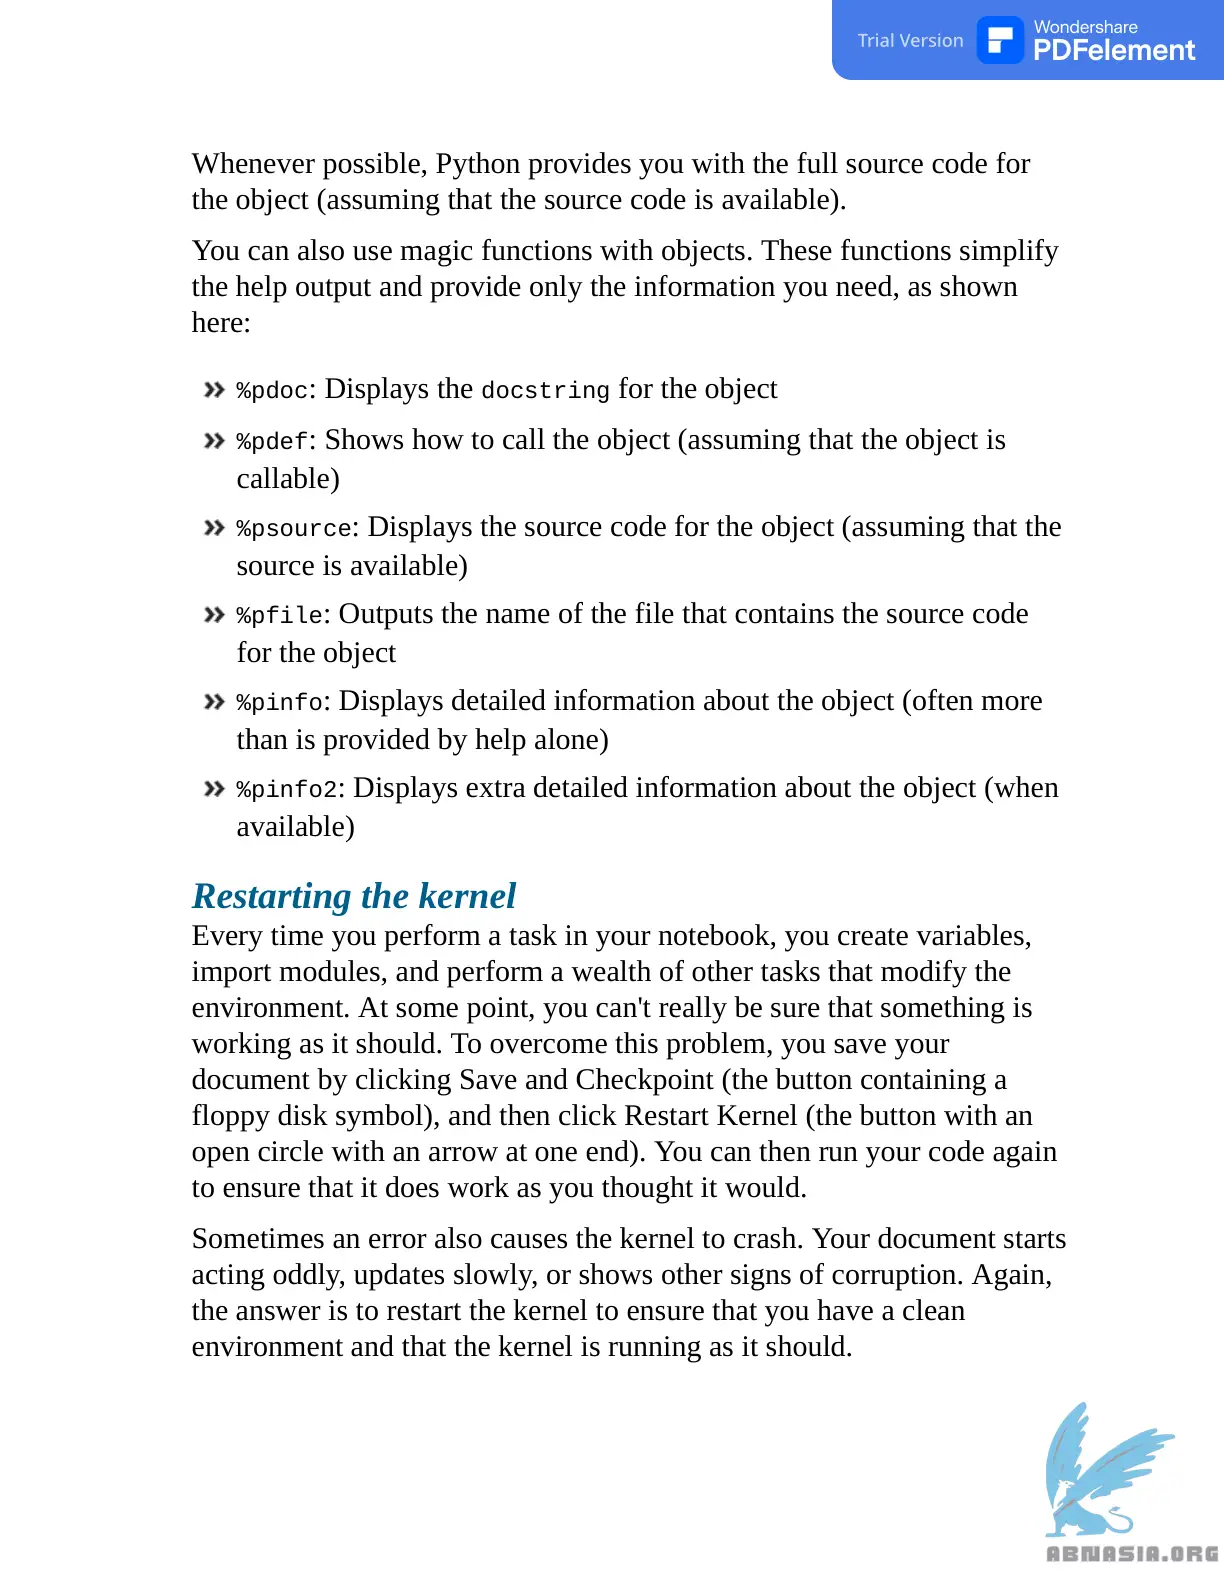 Trial Version
Wondershare
PDFelement
Whenever possible, Python provides you with the full source code for
the object (assuming that the source code is available).
You can also use magic functions with objects. These functions simplify
the help output and provide only the information you need, as shown
here:
%pdoc: Displays the docstring for the object
%pdef: Shows how to call the object (assuming that the object is
callable)
%psource: Displays the source code for the object (assuming that the
source is available)
%pfile: Outputs the name of the file that contains the source code
for the object
%pinfo: Displays detailed information about the object (often more
than is provided by help alone)
%pinfo2: Displays extra detailed information about the object (when
available)
Restarting the kernel
Every time you perform a task in your notebook, you create variables,
import modules, and perform a wealth of other tasks that modify the
environment. At some point, you can't really be sure that something is
working as it should. To overcome this problem, you save your
document by clicking Save and Checkpoint (the button containing a
floppy disk symbol), and then click Restart Kernel (the button with an
open circle with an arrow at one end). You can then run your code again
to ensure that it does work as you thought it would.
Sometimes an error also causes the kernel to crash. Your document starts
acting oddly, updates slowly, or shows other signs of corruption. Again,
the answer is to restart the kernel to ensure that you have a clean
environment and that the kernel is running as it should.
ABNASIA.ORG